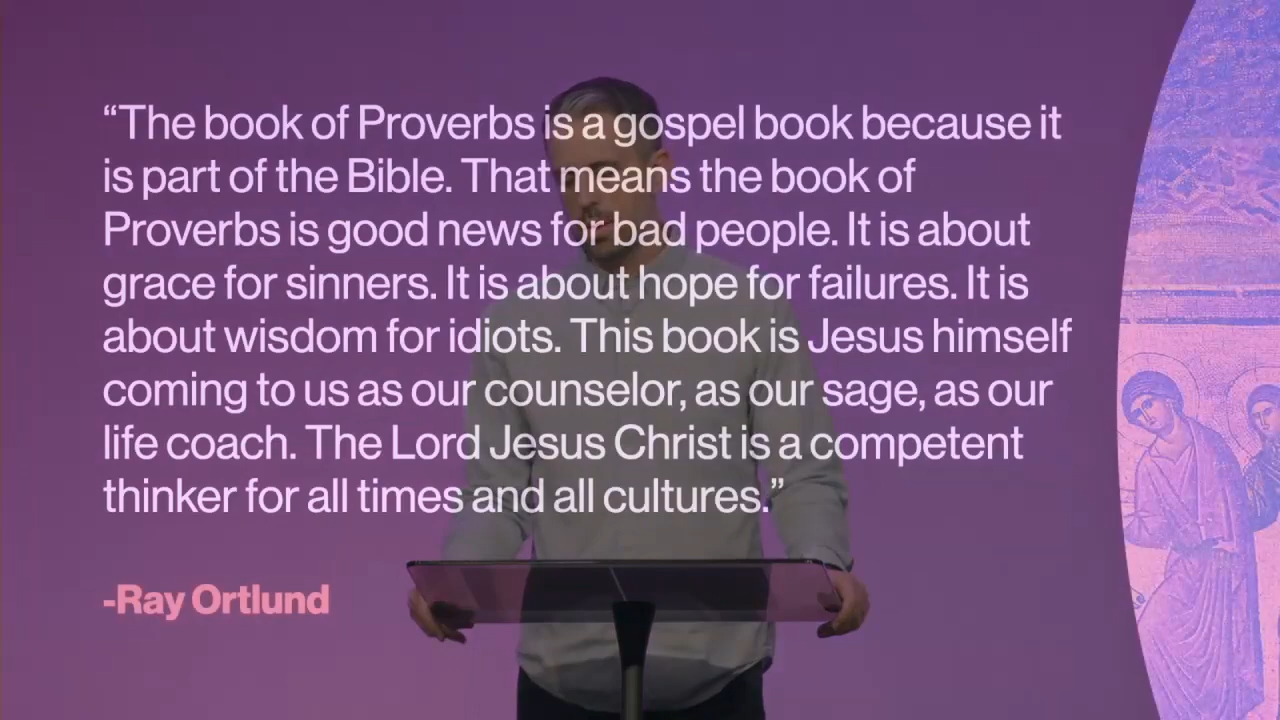 “The book of Proverbs is a gospel book because it
is part of the Bible. That means the book of
Proverbs is good news for bad people. It is about
grace for sinners. It is about hope for failures. It is
about wisdom for idiots. This book is Jesus himself
coming to us as our counselor, as our sage, as our
life coach. The Lord Jesus Christ is a competent
thinker for all times and all cultures.”
-Ray Ortlund